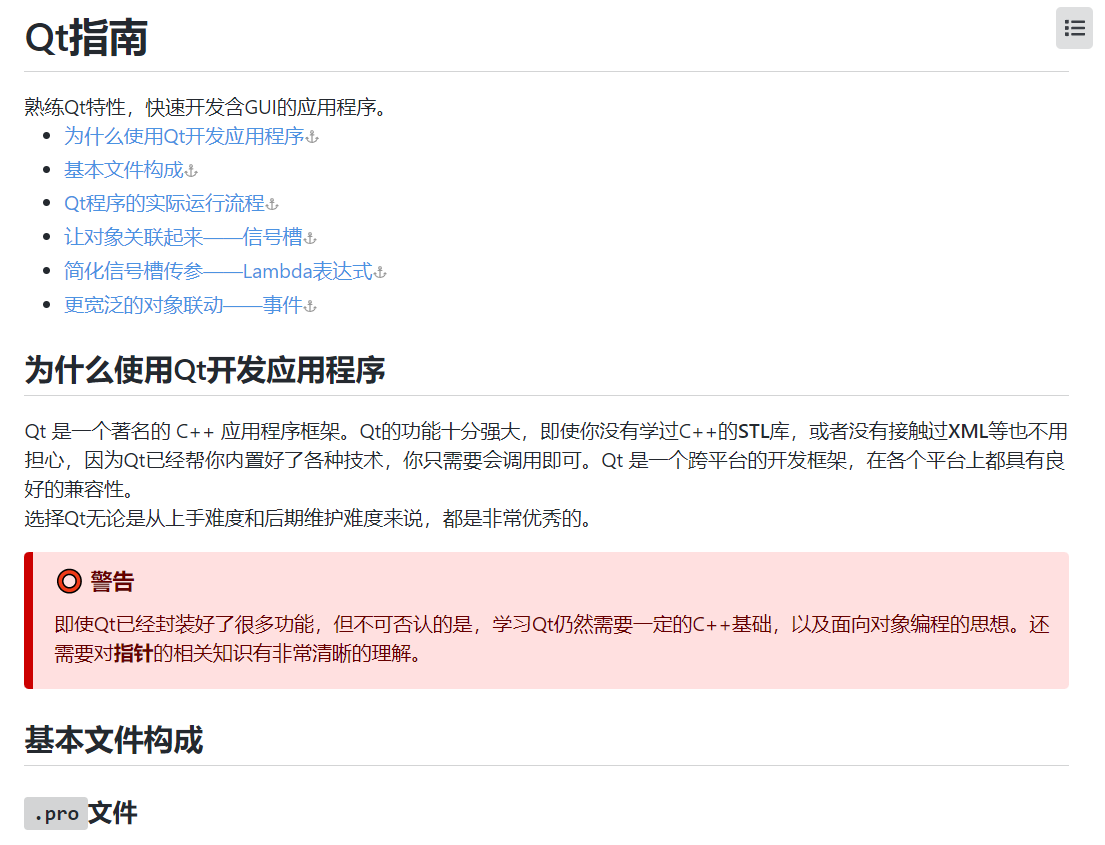 Qt指南
熟练Qt特性，快速开发含GUI的应用程序。
为什么使用Qt开发应用程序
基本文件构成
Qt程序的实际运行流程
让对象关联起来——信号槽
简化信号槽传参——Lambda表达式
更宽泛的对象联动——事件
为什么使用Qt开发应用程序
Qt 是一个著名的 C++ 应用程序框架。Qt的功能十分强大，即使你没有学过C++的STL库，或者没有接触过XML等也不用
担心，因为Qt已经帮你内置好了各种技术，你只需要会调用即可。Qt 是一个跨平台的开发框架，在各个平台上都具有良
好的兼容性。
选择Qt无论是从上手难度和后期维护难度来说，都是非常优秀的。
警告
即使Qt已经封装好了很多功能，但不可否认的是，学习Qt仍然需要一定的C++基础，以及面向对象编程的思想。还
需要对指针的相关知识有非常清晰的理解。
基本文件构成
.pro文件